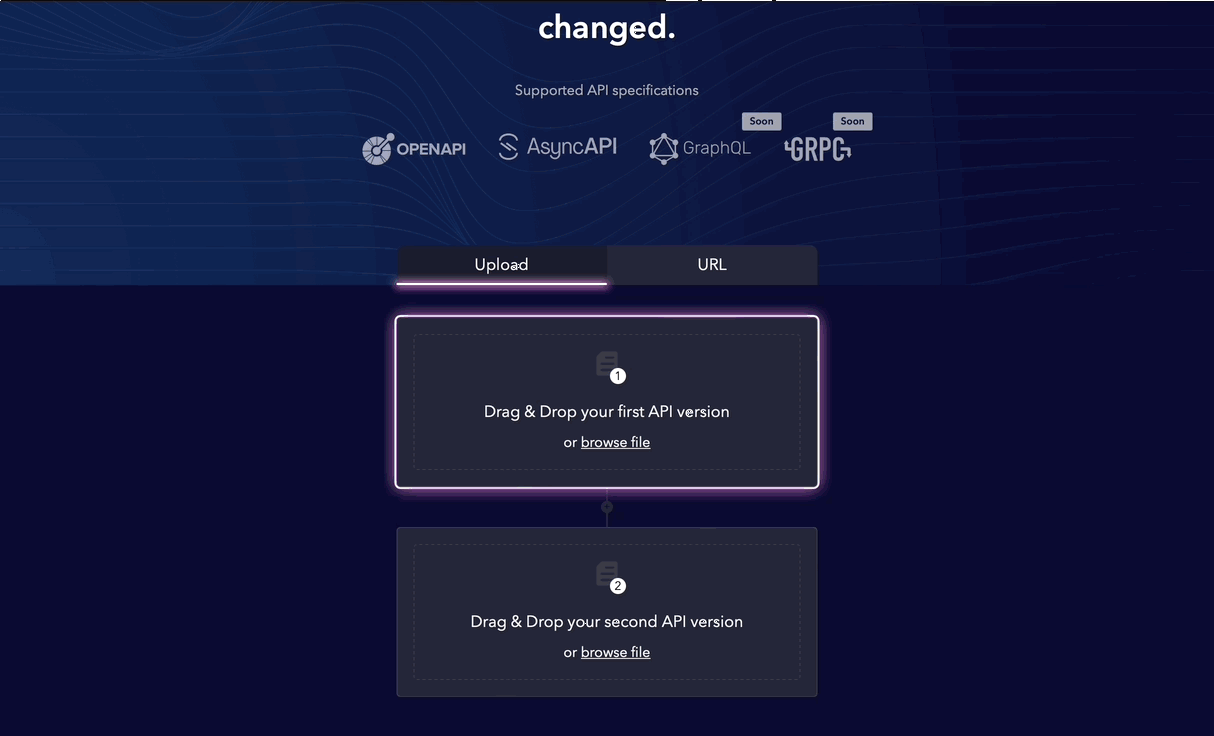 changed.
Supported API specifications
Soon Soon
OPENAPI AsyncAPI GraphQL GRPC
Upload URL
1
Drag & Drop your first API version
or browse file
2
Drag & Drop your second API version
or browse file